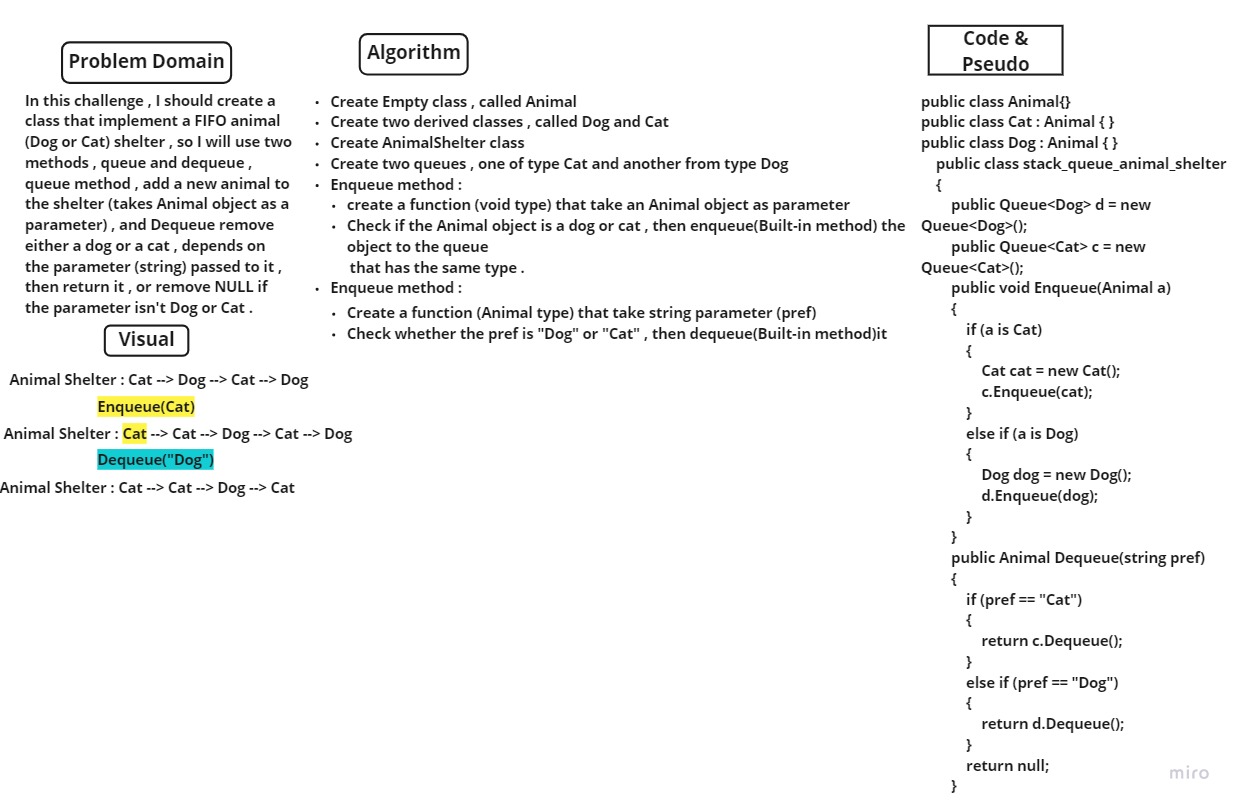 Problem Domain
In this challenge , I should create a
class that implement a FIFO animal
(Dog or Cat) shelter , so I will use two
methods , queue and dequeue ,
queue method , add a new animal to
the shelter (takes Animal object as a
parameter) , and Dequeue remove
either a dog or a cat , depends on
the parameter (string) passed to it ,
then return it , or remove NULL if
the parameter isn't Dog or Cat .
Visual
Animal Shelter : Cat --> Dog --> Cat --> Dog
Enqueue(Cat)
Animal Shelter : Cat --> Cat --> Dog --> Cat --> Dog
Dequeue("Dog")
Animal Shelter : Cat --> Cat --> Dog --> Cat
Algorithm
• Create Empty class , called Animal
• Create two derived classes , called Dog and Cat
• Create AnimalShelter class
• Create two queues , one of type Cat and another from type Dog
• Enqueue method :
• create a function (void type) that take an Animal object as parameter
• Check if the Animal object is a dog or cat , then enqueue(Built-in method) the
object to the queue
that has the same type .
• Enqueue method :
• Create a function (Animal type) that take string parameter (pref)
• Check whether the pref is "Dog" or "Cat" , then dequeue(Built-in method)it
Code &
Pseudo
public class Animal{}
public class Cat : Animal { }
public class Dog : Animal { }
public class stack_queue_animal_shelter
{
public Queue<Dog> d = new
Queue<Dog>();
public Queue<Cat> c = new
Queue<Cat>();
public void Enqueue(Animal a)
{
if (a is Cat)
{
Cat cat = new Cat();
c.Enqueue(cat);
}
else if (a is Dog)
{
Dog dog = new Dog();
d.Enqueue(dog);
}
}
public Animal Dequeue(string pref)
{
if (pref == "Cat")
{
return c.Dequeue();
}
else if (pref == "Dog")
{
return d.Dequeue();
}
return null;
}
miro